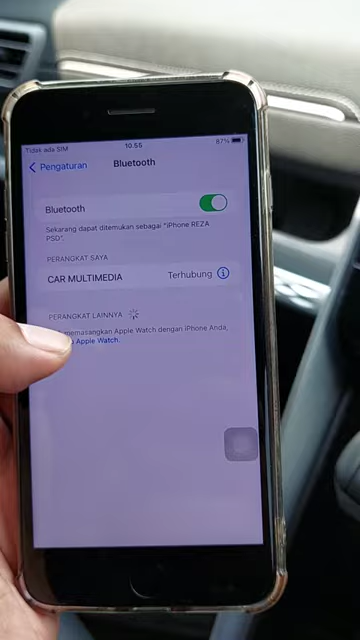 Tidak ada SIM 10.55 87%
Pengaturan Bluetooth
Bluetooth
Sekarang dapat ditemukan sebagai "iPhone REZA
PSD".
PERANGKAT SAYA
CAR MULTIMEDIA Terhubung
PERANGKAT LAINNYA
memasangkan Apple Watch dengan iPhone Anda,
Apple Watch.